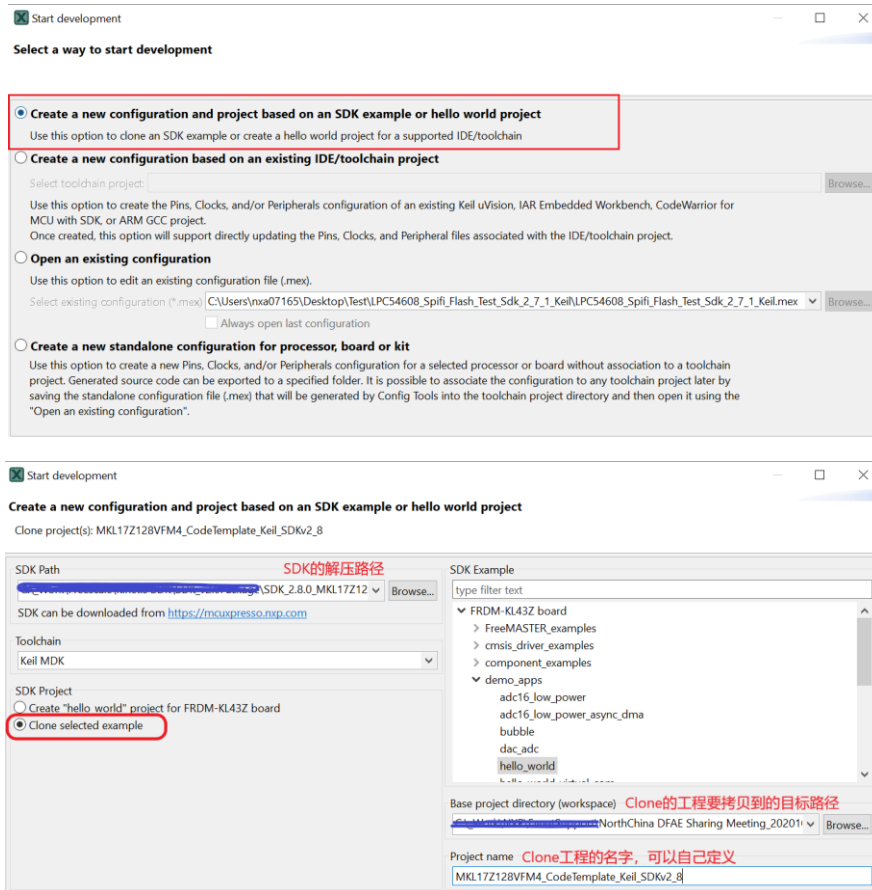 Start development
Select a way to start development
Create a new configuration and project based on an SDK example or hello world project
Use this option to clone an SDK example or create a hello world project for a supported IDE/toolchain
Create a new configuration based on an existing IDE/toolchain project
Select toolchain project:
Browse...
Use this option to create the Pins, Clocks, and/or Peripherals configuration of an existing Keil uVision, IAR Embedded Workbench, CodeWarrior for
MCU with SDK, or ARM GCC project.
Once created, this option will support directly updating the Pins, Clocks, and Peripheral files associated with the IDE/toolchain project.
Open an existing configuration
Use this option to edit an existing configuration file (.mex).
Select existing configuration (*.mex) C:\Users\nxa07165\Desktop\Test\LPC54608_Spifi_Flash_Test_Sdk_2_7_1_Keil\LPC54608_Spifi_Flash_Test_Sdk_2_7_1_Keil.mex Browse...
Always open last configuration
Create a new standalone configuration for processor, board or kit
Use this option to create a new Pins, Clocks, and/or Peripherals configuration for a selected processor or board without association to a toolchain
project. Generated source code can be exported to a specified folder. It is possible to associate the configuration to any toolchain project later by
saving the standalone configuration file (.mex) that will be generated by Config Tools into the toolchain project directory and then open it using the
"Open an existing configuration".
Start development
Create a new configuration and project based on an SDK example or hello world project
Clone project(s): MKL17Z128VFM4_CodeTemplate_Keil_SDKv2_8
SDK Path SDK的解压路径
\SDK_2.8.0_MKL17Z12 Browse...
SDK can be downloaded from https://mcuxpresso.nxp.com
Toolchain
Keil MDK
SDK Project
Create "hello_world" project for FRDM-KL43Z board
Clone selected example
SDK Example
type filter text
FRDM-KL43Z board
FreeMASTER_examples
cmsis_driver_examples
component_examples
demo_apps
adc16_low_power
adc16_low_power_async_dma
bubble
dac_adc
hello_world
Base project directory (workspace) Clone的工程要拷贝到的目标路径
\NorthChina DFAE Sharing Meeting_20201 Browse...
Project name Clone工程的名字，可以自己定义
MKL17Z128VFM4_CodeTemplate_Keil_SDKv2_8